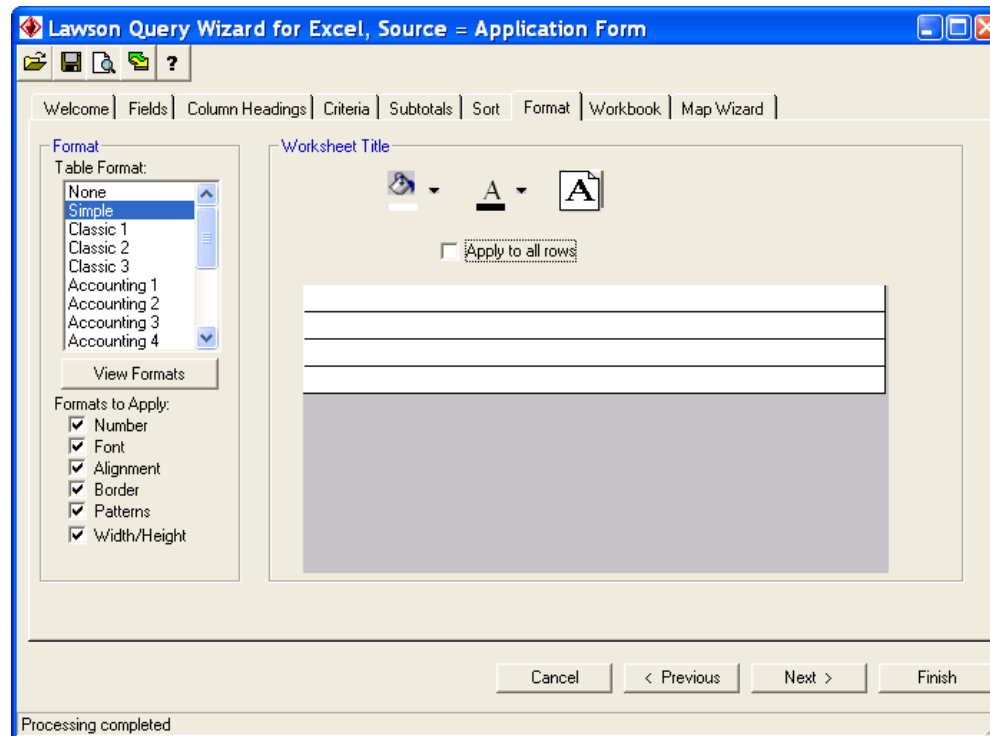 Lawson Query Wizard for Excel, Source = Application Form
?
Welcome Fields Column Headings Criteria Subtotals Sort Format Workbook Map Wizard
Format
Table Format:
None
Simple
Classic 1
Classic 2
Classic 3
Accounting 1
Accounting 2
Accounting 3
Accounting 4
View Formats
Formats to Apply:
Number
Font
Alignment
Border
Patterns
Width/Height
Worksheet Title
A A
Apply to all rows
Cancel < Previous Next > Finish
Processing completed